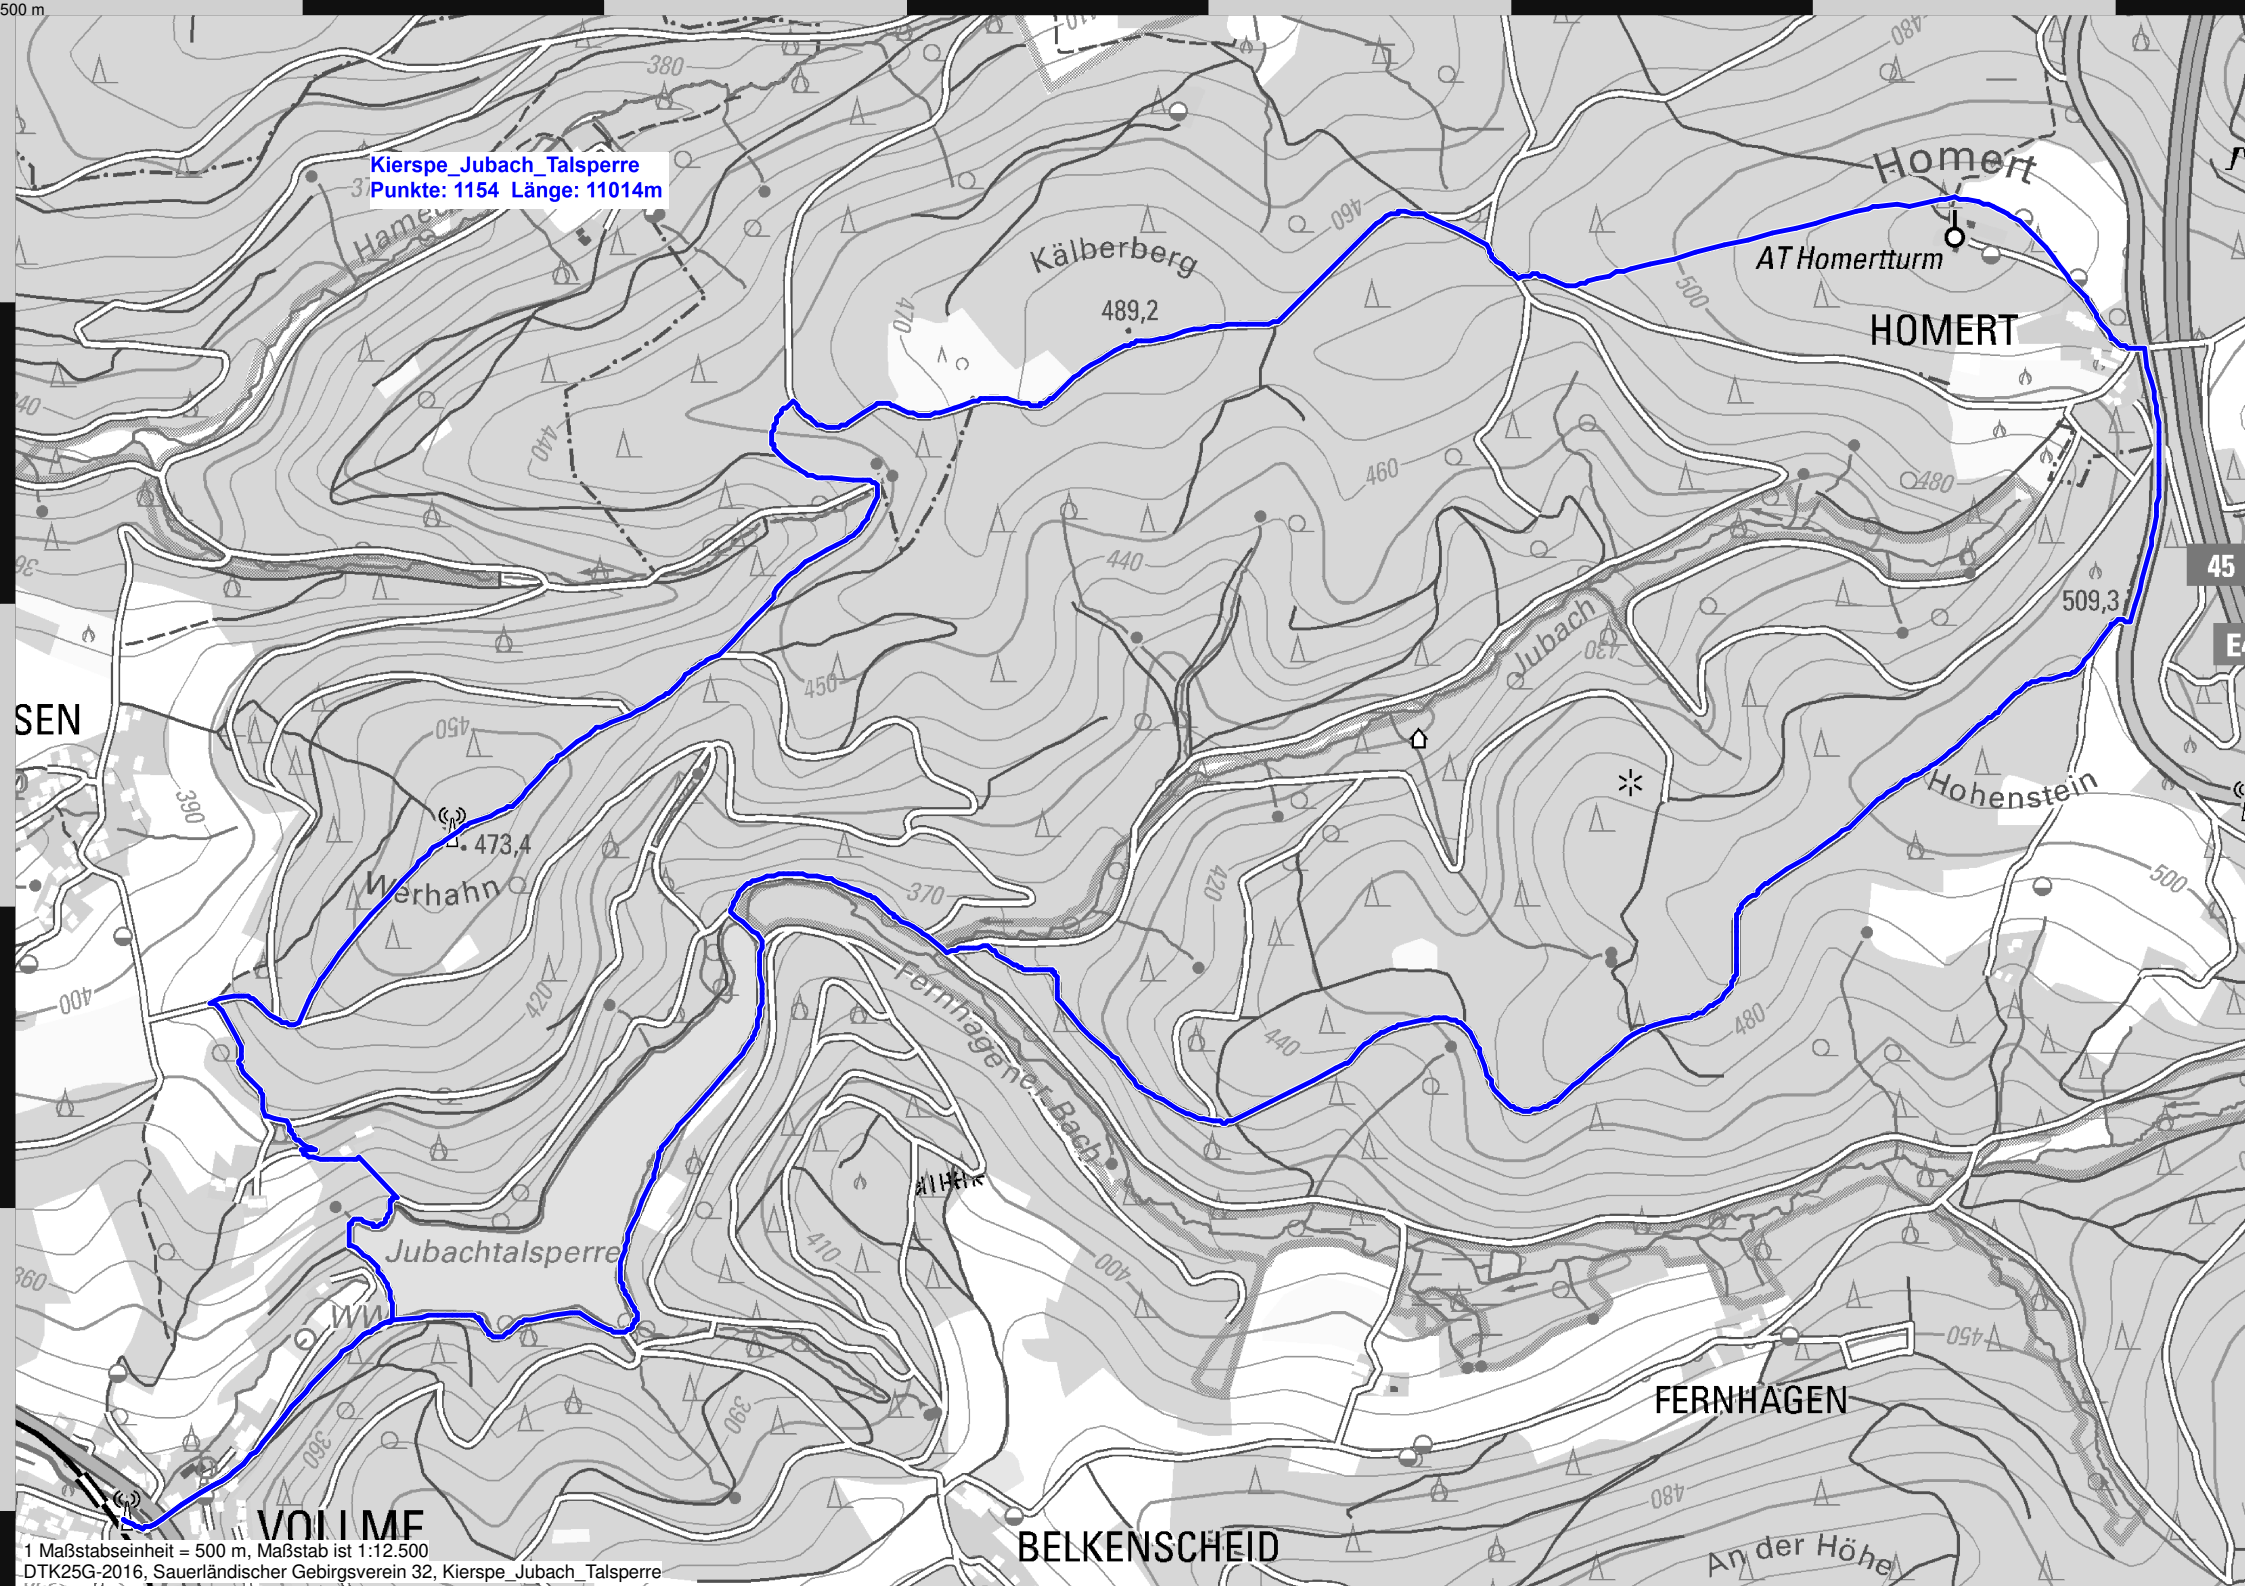 500 m
380
480
Kierspe_Jubach_Talsperre
Punkte: 1154  Länge: 11014m
Homert
460
Kälberberg
AT Homertturm
470
489,2
500
HOMERT
440
460
480
440
45
509,3
Jubach
430
450
SEN
450
390
Hohenstein
473,4
Werhahn
370
420
500
400
420
Fernhagener Bach
440
480
Jubachtalsperre
410
400
360
WW
450
FERNHAGEN
390
360
480
VOLLME
BELKENSCHEID
An der Höhe
1 Maßstabseinheit = 500 m, Maßstab ist 1:12.500
DTK25G-2016, Sauerländischer Gebirgsverein 32, Kierspe_Jubach_Talsperre